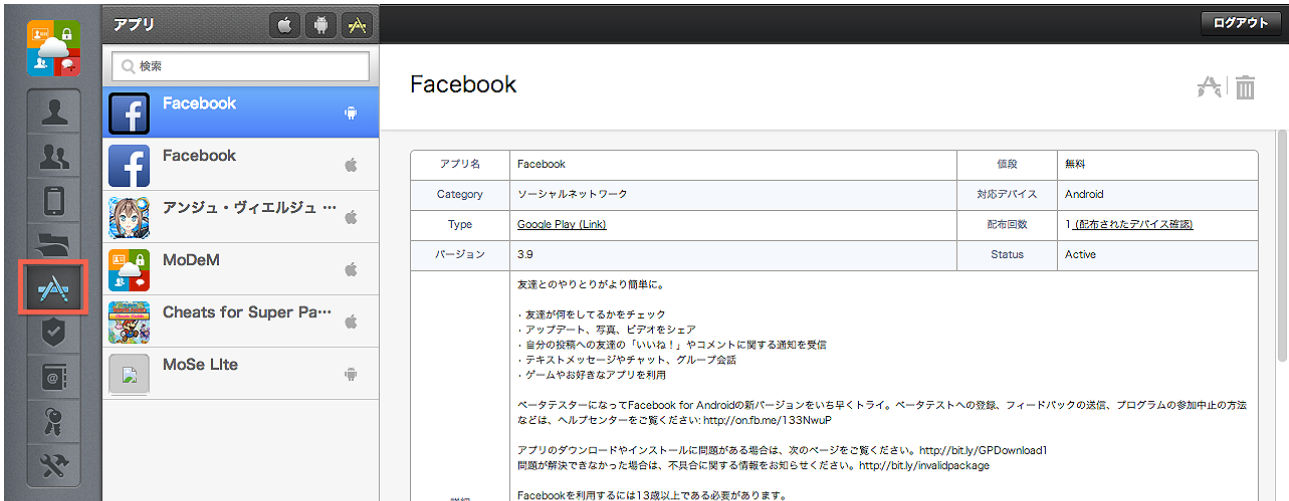 アプリ
ログアウト
検索
Facebook
Facebook
アンジュ・ヴィエルジュ …
MoDeM
Cheats for Super Pa…
MoSe LIte
Facebook
アプリ名 Facebook 値段 無料
Category ソーシャルネットワーク 対応デバイス Android
Type Google Play (Link) 配布回数 1 (配布されたデバイス確認)
バージョン 3.9 Status Active
友達とのやりとりがより簡単に。
・友達が何をしてるかをチェック
・アップデート、写真、ビデオをシェア
・自分の投稿への友達の「いいね！」やコメントに関する通知を受信
・テキストメッセージやチャット、グループ会話
・ゲームやお好きなアプリを利用
ベータテスターになってFacebook for Androidの新バージョンをいち早くトライ。ベータテストへの登録、フィードバックの送信、プログラムの参加中止の方法
などは、ヘルプセンターをご覧ください: http://on.fb.me/133NwuP
アプリのダウンロードやインストールに問題がある場合は、次のページをご覧ください。http://bit.ly/GPDownload1
問題が解決できなかった場合は、不具合に関する情報をお知らせください。http://bit.ly/invalidpackage
Facebookを利用するには13歳以上である必要があります。